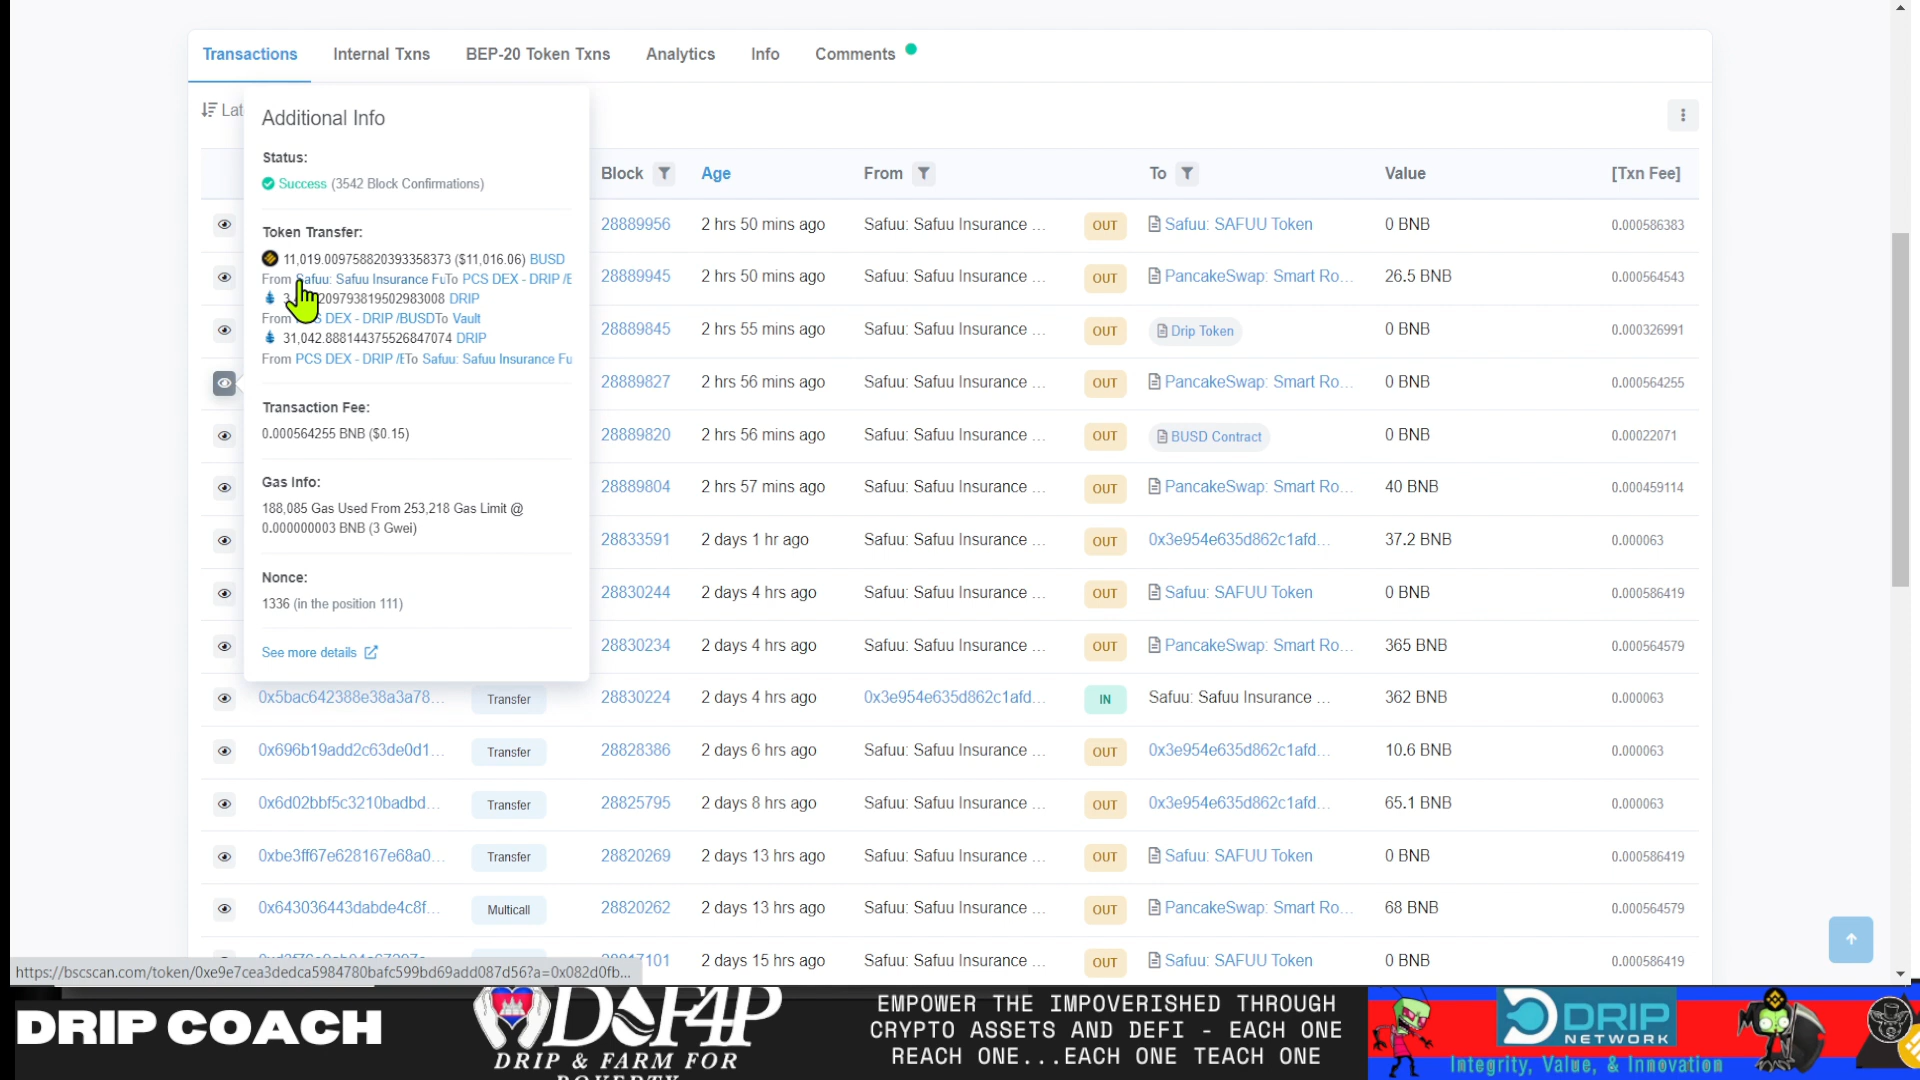 Transactions Internal Txns BEP-20 Token Txns Analytics Info Comments
Lat
Additional Info
Status:
Success (3542 Block Confirmations)
Token Transfer:
11,019.009758820393358373 ($11,016.06) BUSD
From Safuu: Safuu Insurance FuTo PCS DEX - DRIP /E
209793819502983008 DRIP
From DEX - DRIP /BUSDTo Vault
31,042.888144375526847074 DRIP
From PCS DEX - DRIP /ETo Safuu: Safuu Insurance Fu
Transaction Fee:
0.000564255 BNB ($0.15)
Gas Info:
188,085 Gas Used From 253,218 Gas Limit @
0.000000003 BNB (3 Gwei)
Nonce:
1336 (in the position 111)
See more details
Block Age From To Value [Txn Fee]
28889956 2 hrs 50 mins ago Safuu: Safuu Insurance ... OUT Safuu: SAFUU Token 0 BNB 0.000586383
28889945 2 hrs 50 mins ago Safuu: Safuu Insurance ... OUT PancakeSwap: Smart Ro... 26.5 BNB 0.000564543
28889845 2 hrs 55 mins ago Safuu: Safuu Insurance ... OUT Drip Token 0 BNB 0.000326991
28889827 2 hrs 56 mins ago Safuu: Safuu Insurance ... OUT PancakeSwap: Smart Ro... 0 BNB 0.000564255
28889820 2 hrs 56 mins ago Safuu: Safuu Insurance ... OUT BUSD Contract 0 BNB 0.00022071
28889804 2 hrs 57 mins ago Safuu: Safuu Insurance ... OUT PancakeSwap: Smart Ro... 40 BNB 0.000459114
28833591 2 days 1 hr ago Safuu: Safuu Insurance ... OUT 0x3e954e635d862c1afd... 37.2 BNB 0.000063
28830244 2 days 4 hrs ago Safuu: Safuu Insurance ... OUT Safuu: SAFUU Token 0 BNB 0.000586419
28830234 2 days 4 hrs ago Safuu: Safuu Insurance ... OUT PancakeSwap: Smart Ro... 365 BNB 0.000564579
0x5bac642388e38a3a78... Transfer 28830224 2 days 4 hrs ago 0x3e954e635d862c1afd... IN Safuu: Safuu Insurance ... 362 BNB 0.000063
0x696b19add2c63de0d1... Transfer 28828386 2 days 6 hrs ago Safuu: Safuu Insurance ... OUT 0x3e954e635d862c1afd... 10.6 BNB 0.000063
0x6d02bbf5c3210badbd... Transfer 28825795 2 days 8 hrs ago Safuu: Safuu Insurance ... OUT 0x3e954e635d862c1afd... 65.1 BNB 0.000063
0xbe3ff67e628167e68a0... Transfer 28820269 2 days 13 hrs ago Safuu: Safuu Insurance ... OUT Safuu: SAFUU Token 0 BNB 0.000586419
0x643036443dabde4c8f... Multicall 28820262 2 days 13 hrs ago Safuu: Safuu Insurance ... OUT PancakeSwap: Smart Ro... 68 BNB 0.000564579
2 days 15 hrs ago Safuu: Safuu Insurance ... OUT Safuu: SAFUU Token 0 BNB 0.000586419
https://bscscan.com/token/0xe9e7cea3dedca5984780bafc599bd69add087d56?a=0x082d0fb...
DRIP COACH
DOF4P
DRIP & FARM FOR
POVERTY
EMPOWER THE IMPOVERISHED THROUGH
CRYPTO ASSETS AND DEFI - EACH ONE
REACH ONE...EACH ONE TEACH ONE
DRIP
NETWORK
Integrity, Value, & Innovation